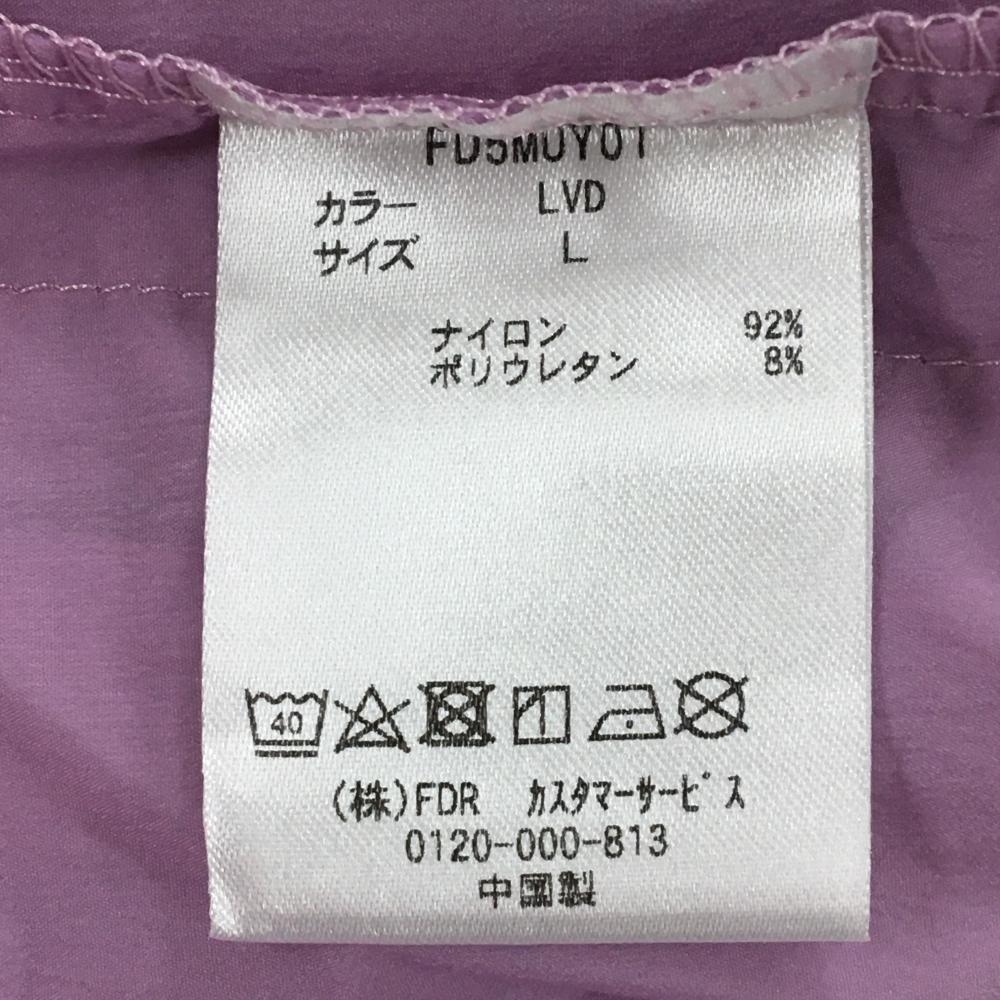 FD5MUY01
カラー LVD
サイズ L
ナイロン 92%
ポリウレタン 8%
40
(株)FDR カスタマーサービス
0120-000-813
中国製